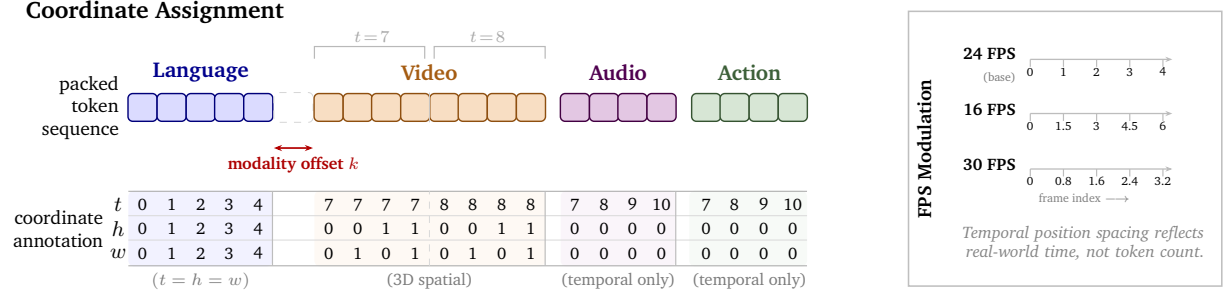 Coordinate Assignment
t=7 t=8
Language Video Audio Action
packed
token
sequence
modality offset k
coordinate
annotation
t 0 1 2 3 4 7 7 7 7 8 8 8 8 7 8 9 10 7 8 9 10
h 0 1 2 3 4 0 0 1 1 0 0 1 1 0 0 0 0 0 0 0 0
w 0 1 2 3 4 0 1 0 1 0 1 0 1 0 0 0 0 0 0 0 0
(t = h = w) (3D spatial) (temporal only) (temporal only)
FPS Modulation
24 FPS
(base)
0 1 2 3 4
16 FPS
0 1.5 3 4.5 6
30 FPS
0 0.8 1.6 2.4 3.2
frame index →
Temporal position spacing reflects
real-world time, not token count.